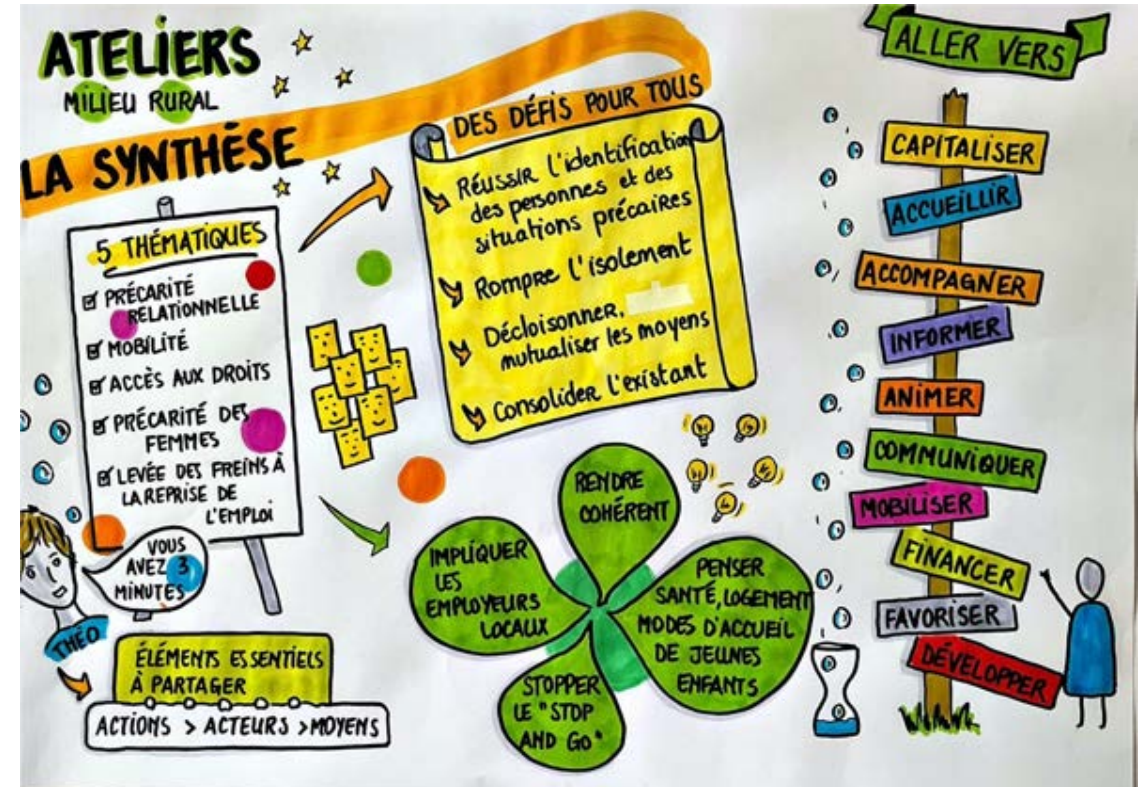 ATELIERS
MILIEU RURAL
LA SYNTHÈSE
5 THÉMATIQUES
PRÉCARITÉ
RELATIONNELLE
MOBILITÉ
ACCÈS AUX DROITS
PRÉCARITÉ DES
FEMMES
LEVÉE DES FREINS À
LA REPRISE DE
L'EMPLOI
VOUS
AVEZ 3
MINUTES
THÉO
ÉLÉMENTS ESSENTIELS
À PARTAGER
ACTIONS > ACTEURS > MOYENS
DES DÉFIS POUR TOUS
Réussir l'identification
des personnes et des
situations précaires
Rompre l'isolement
Décloisonner,
mutualiser les moyens
Consolider l'existant
RENDRE
COHÉRENT
IMPLIQUER
LES
EMPLOYEURS
LOCAUX
PENSER
SANTÉ, LOGEMENT
MODES D'ACCUEIL
DE JEUNES
ENFANTS
STOPPER
LE "STOP
AND GO"
ALLER VERS
CAPITALISER
ACCUEILLIR
ACCOMPAGNER
INFORMER
ANIMER
COMMUNIQUER
MOBILISER
FINANCER
FAVORISER
DÉVELOPPER